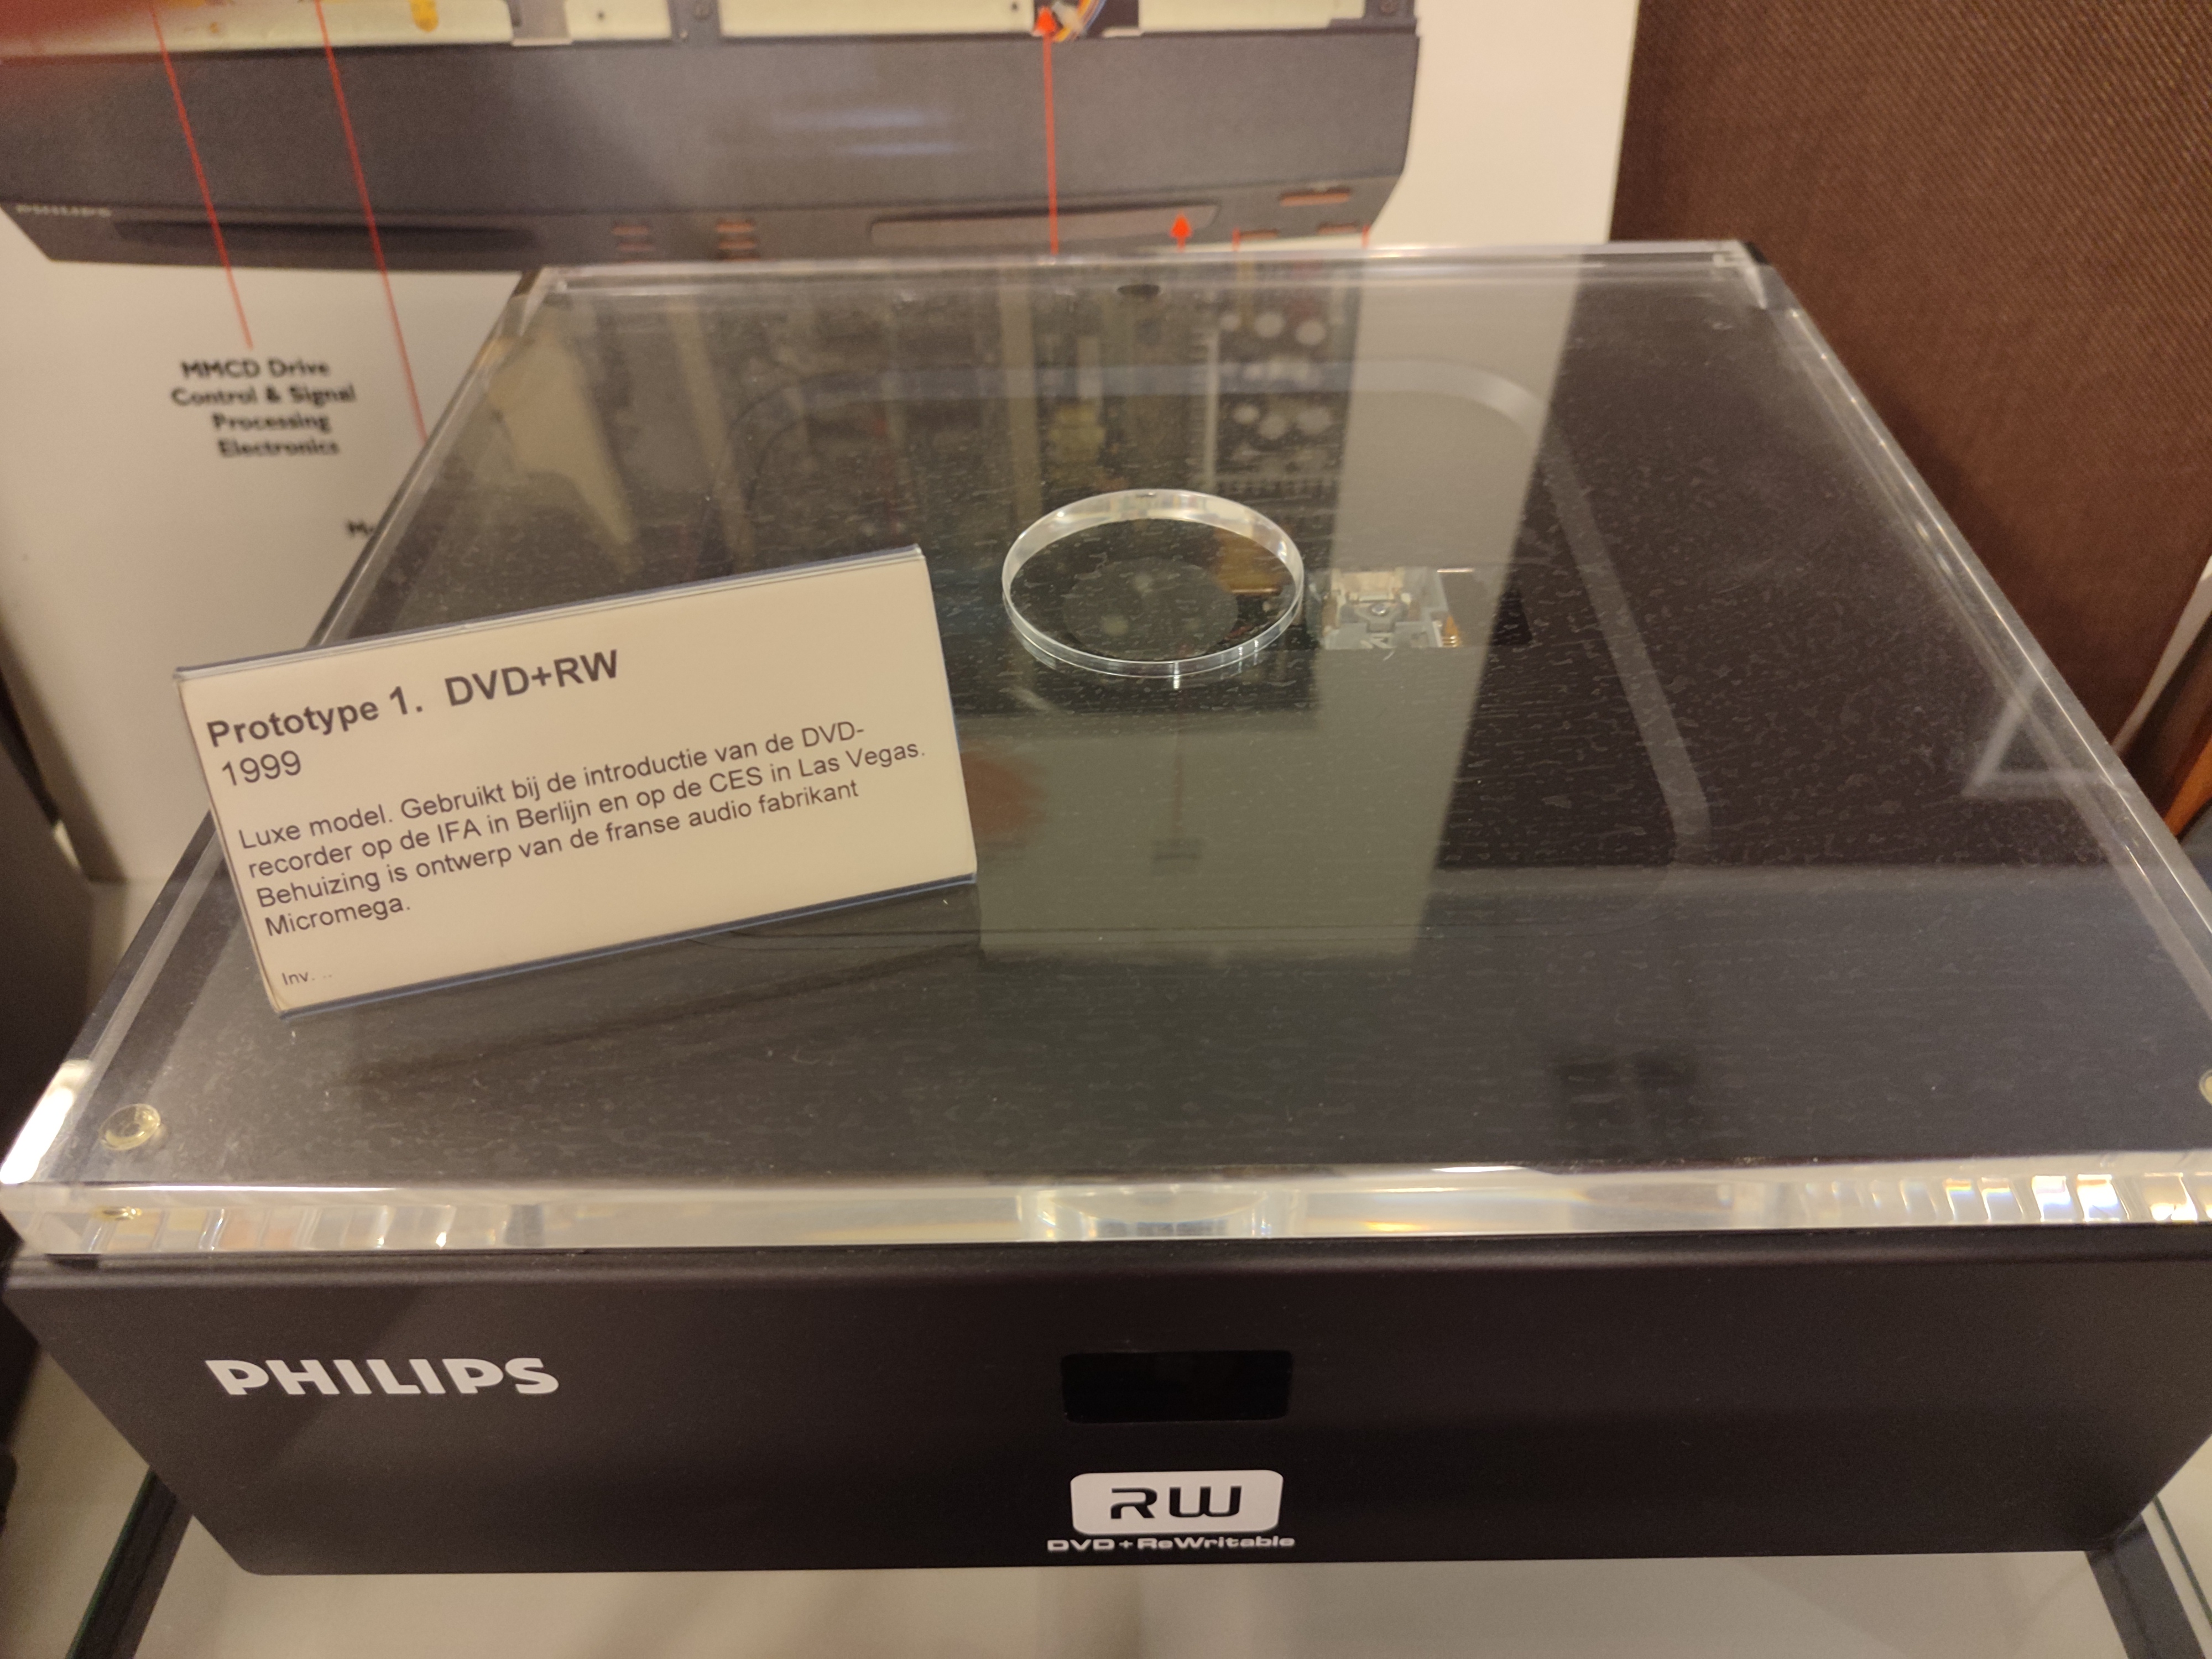 PHILIPS
MMCD Drive
Control & Signal
Processing
Electronics
Prototype 1. DVD+RW
1999
Luxe model. Gebruikt bij de introductie van de DVD-
recorder op de IFA in Berlijn en op de CES in Las Vegas.
Behuizing is ontwerp van de franse audio fabrikant
Micromega.
Inv. ..
PHILIPS
RW
DVD+ReWritable